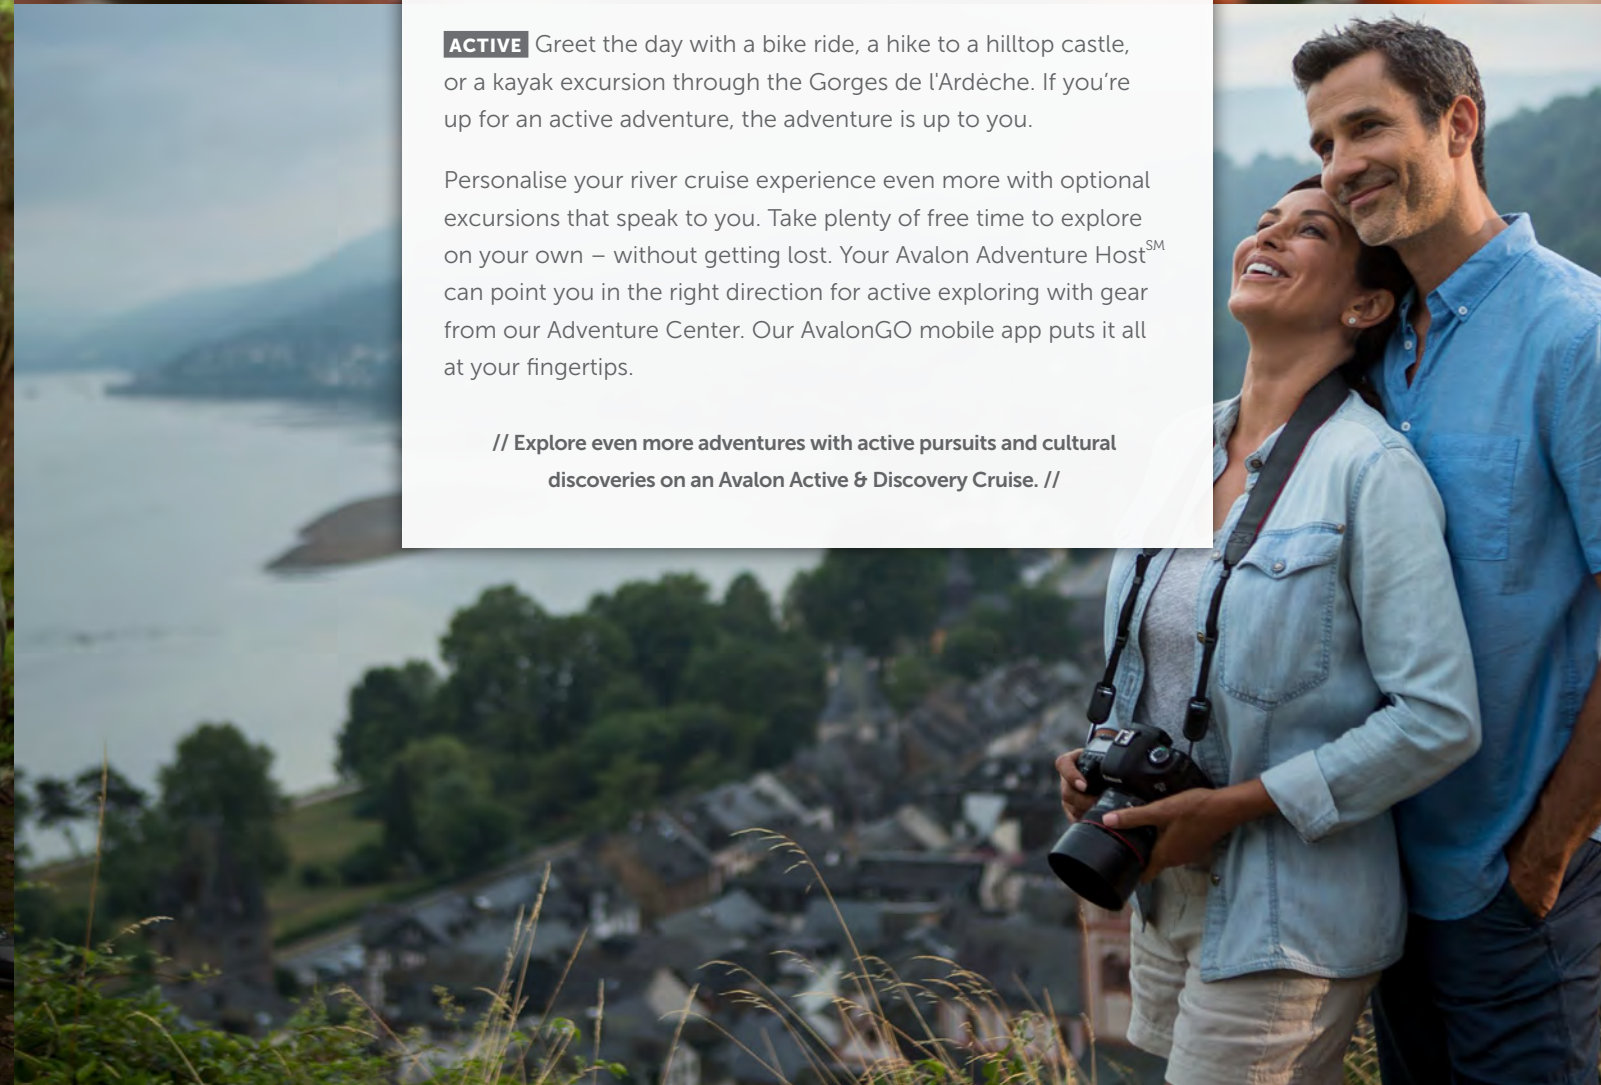 ACTIVE Greet the day with a bike ride, a hike to a hilltop castle,
or a kayak excursion through the Gorges de l'Ardėche. If you’re
up for an active adventure, the adventure is up to you.
Personalise your river cruise experience even more with optional
excursions that speak to you. Take plenty of free time to explore
on your own – without getting lost. Your Avalon Adventure Host℠
can point you in the right direction for active exploring with gear
from our Adventure Center. Our AvalonGO mobile app puts it all
at your fingertips.
// Explore even more adventures with active pursuits and cultural
discoveries on an Avalon Active & Discovery Cruise. //